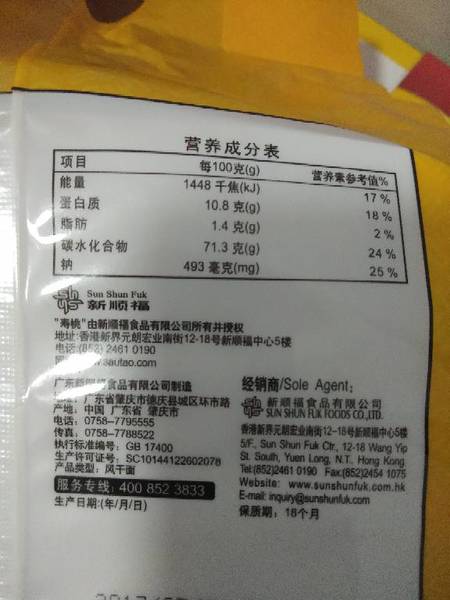 营养成分表
项目 每100克(g) 营养素参考值%
能量 1448 千焦(kJ) 17 %
蛋白质 10.8 克(g) 18 %
脂肪 1.4 克(g) 2 %
碳水化合物 71.3 克(g) 24 %
钠 493 毫克(mg) 25 %
Sun Shun Fuk
新顺福
"寿桃"由新顺福食品有限公司所有并授权
地址:香港新界元朗宏业南街12-18号新顺福中心5楼
电话:(852) 2461 0190
sautao.com
广东新顺福食品有限公司制造
广东省肇庆市德庆县城区环市路
产地: 中国 广东省 肇庆市
电话: 0758-7795555
传真: 0758-7788522
执行标准编号: GB 17400
生产许可证号: SC10144122602078
产品类型: 风干面
服务专线: 400 852 3833
生产日期:(年/月/日)
经销商/Sole Agent:
新顺福食品有限公司
SUN SHUN FUK FOODS CO.,LTD.
香港新界元朗宏业南街12-18号新顺福中心5楼
5/F., Sun Shun Fuk Ctr., 12-18 Wang Yip
St. South, Yuen Long, N.T., Hong Kong
Tel:(852)2461 0190 Fax:(852)2454 1075
Website: www.sunshunfuk.com.hk
E-mail: inquiry@sunshunfuk.com
保质期: 18个月